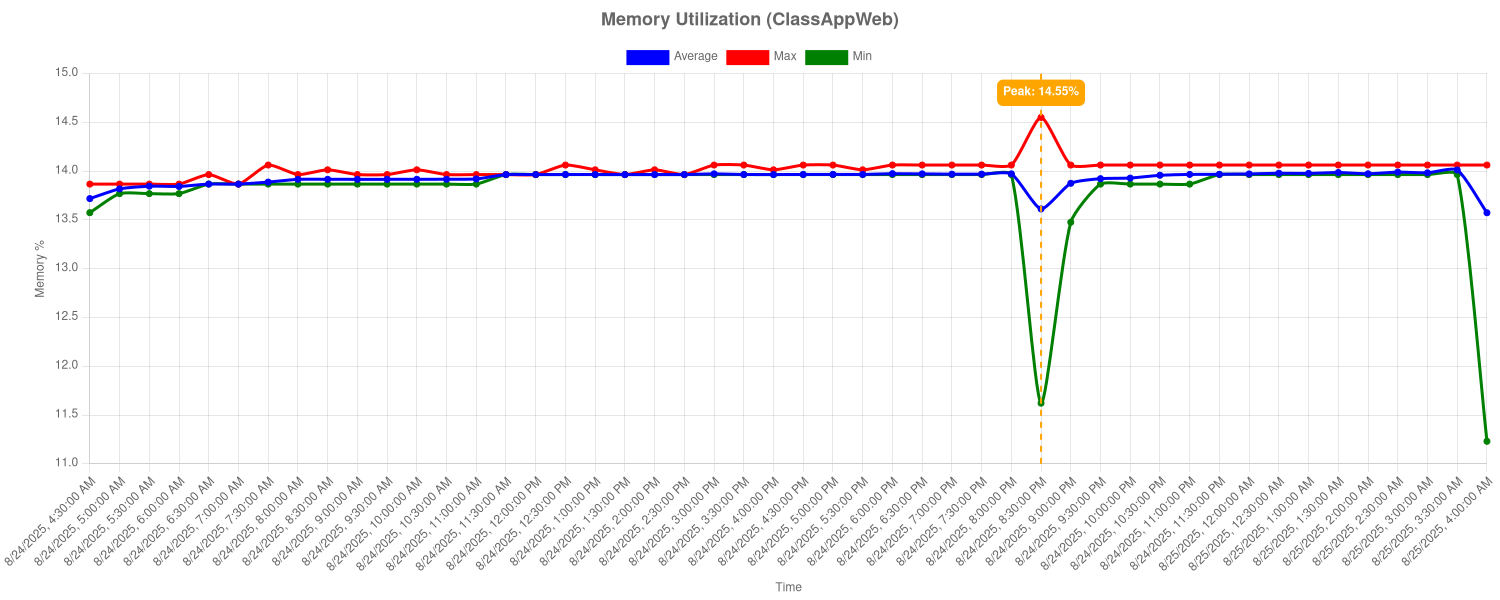 Memory Utilization (ClassAppWeb)
Average Max Min
Peak: 14.55%
15.0
14.5
14.0
13.5
13.0
12.5
12.0
11.5
11.0
Memory %
8/24/2025, 4:30:00 AM
8/24/2025, 5:00:00 AM
8/24/2025, 5:30:00 AM
8/24/2025, 6:00:00 AM
8/24/2025, 6:30:00 AM
8/24/2025, 7:00:00 AM
8/24/2025, 7:30:00 AM
8/24/2025, 8:00:00 AM
8/24/2025, 8:30:00 AM
8/24/2025, 9:00:00 AM
8/24/2025, 9:30:00 AM
8/24/2025, 10:00:00 AM
8/24/2025, 10:30:00 AM
8/24/2025, 11:00:00 AM
8/24/2025, 11:30:00 AM
8/24/2025, 12:00:00 PM
8/24/2025, 12:30:00 PM
8/24/2025, 1:00:00 PM
8/24/2025, 1:30:00 PM
8/24/2025, 2:00:00 PM
8/24/2025, 2:30:00 PM
8/24/2025, 3:00:00 PM
8/24/2025, 3:30:00 PM
8/24/2025, 4:00:00 PM
8/24/2025, 4:30:00 PM
8/24/2025, 5:00:00 PM
8/24/2025, 5:30:00 PM
8/24/2025, 6:00:00 PM
8/24/2025, 6:30:00 PM
8/24/2025, 7:00:00 PM
8/24/2025, 7:30:00 PM
8/24/2025, 8:00:00 PM
8/24/2025, 8:30:00 PM
8/24/2025, 9:00:00 PM
8/24/2025, 9:30:00 PM
8/24/2025, 10:00:00 PM
8/24/2025, 10:30:00 PM
8/24/2025, 11:00:00 PM
8/24/2025, 11:30:00 PM
8/25/2025, 12:00:00 AM
8/25/2025, 12:30:00 AM
8/25/2025, 1:00:00 AM
8/25/2025, 1:30:00 AM
8/25/2025, 2:00:00 AM
8/25/2025, 2:30:00 AM
8/25/2025, 3:00:00 AM
8/25/2025, 3:30:00 AM
8/25/2025, 4:00:00 AM
Time